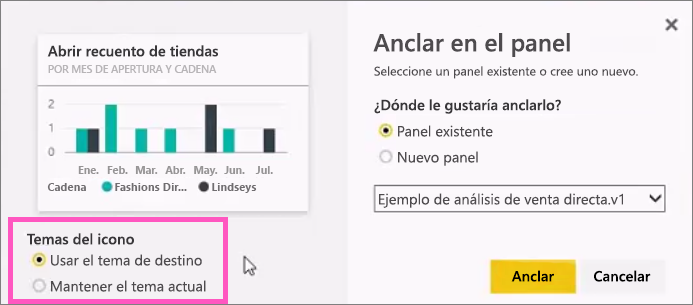 Abrir recuento de tiendas
POR MES DE APERTURA Y CADENA
2
1
0
Ene. Feb. Mar. Abr. May. Jun. Jul.
Cadena Fashions Dir... Lindseys
Temas del icono
Usar el tema de destino
Mantener el tema actual
Anclar en el panel
Seleccione un panel existente o cree uno nuevo.
¿Dónde le gustaría anclarlo?
Panel existente
Nuevo panel
Ejemplo de análisis de venta directa.v1
Anclar Cancelar